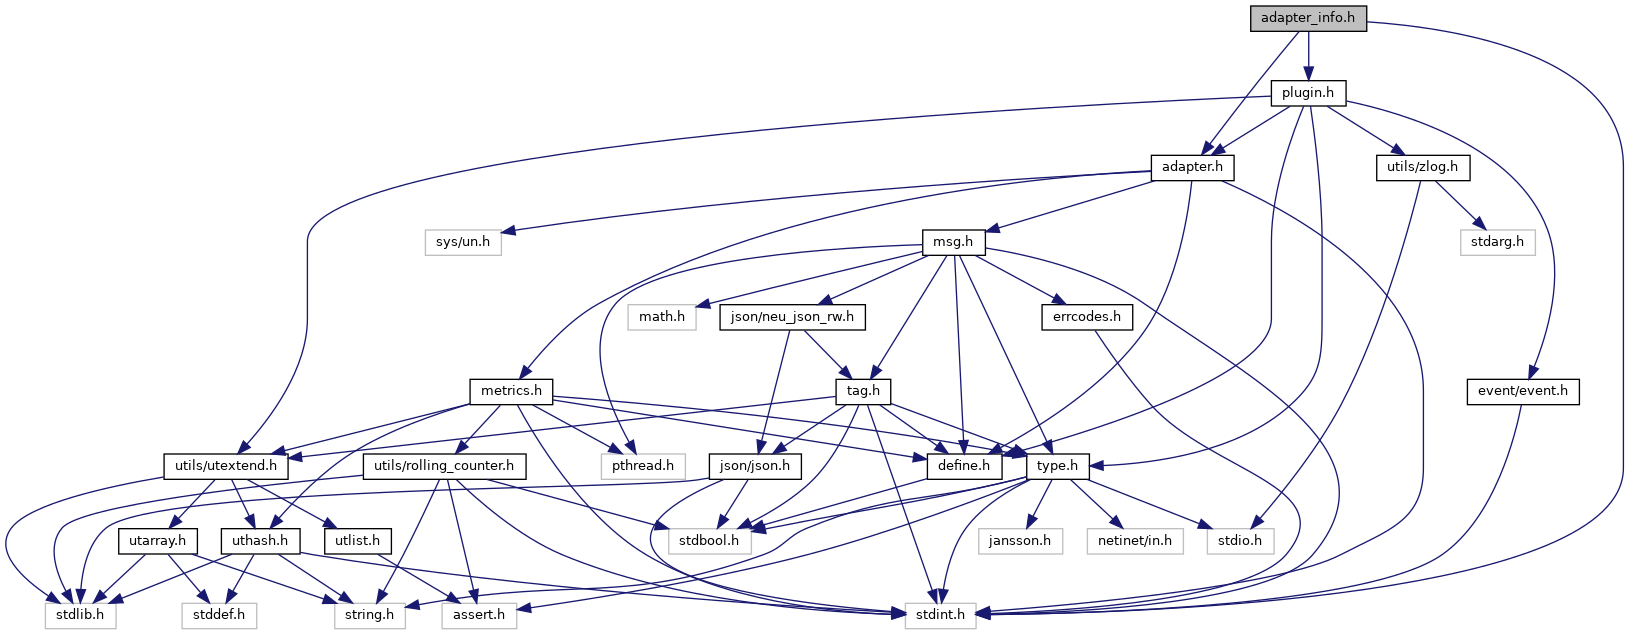 adapter_info.h
plugin.h
adapter.h
utils/zlog.h
sys/un.h
msg.h
stdarg.h
math.h
json/neu_json_rw.h
errcodes.h
metrics.h
tag.h
event/event.h
utils/utextend.h
utils/rolling_counter.h
pthread.h
json/json.h
define.h
type.h
utarray.h
uthash.h
utlist.h
stdbool.h
jansson.h
netinet/in.h
stdio.h
stdlib.h
stddef.h
string.h
assert.h
stdint.h